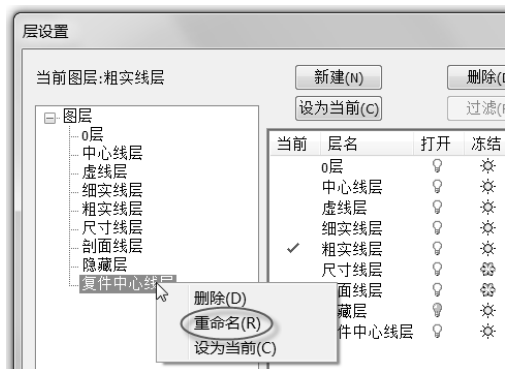 层设置
当前图层:粗实线层
新建(N)
删除(
设为当前(C)
过滤(
图层
0层
中心线层
虚线层
细实线层
粗实线层
尺寸线层
剖面线层
隐藏层
复件中心线层
当前 层名 打开 冻结
0层
中心线层
虚线层
细实线层
粗实线层
尺寸线层
面线层
藏层
件中心线层
删除(D)
重命名(R)
设为当前(C)